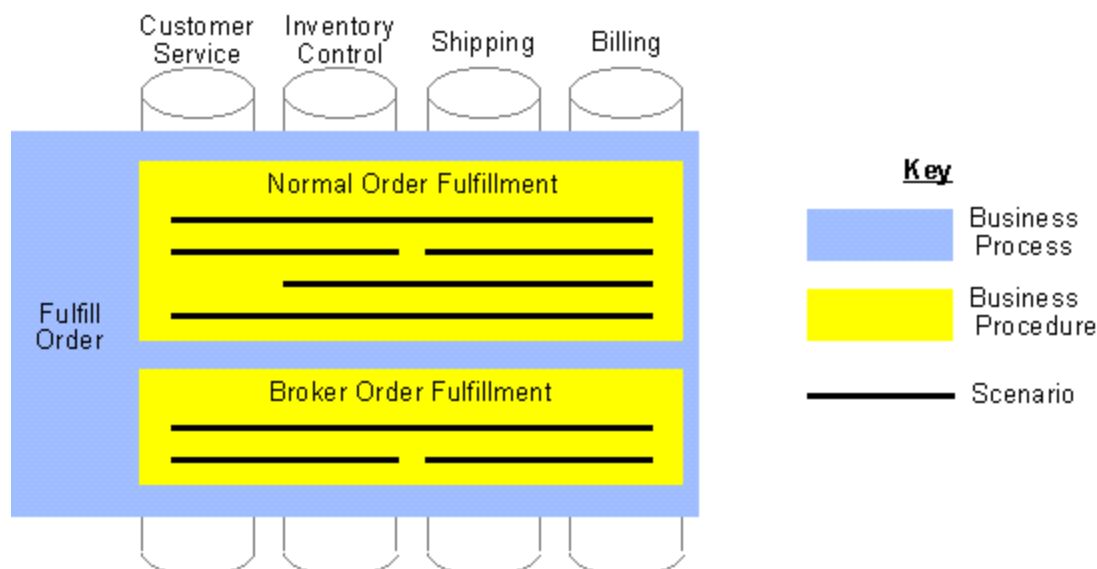 Customer
Service
Inventory
Control
Shipping
Billing
Normal Order Fulfillment
Fulfill
Order
Broker Order Fulfillment
Key
Business
Process
Business
Procedure
Scenario